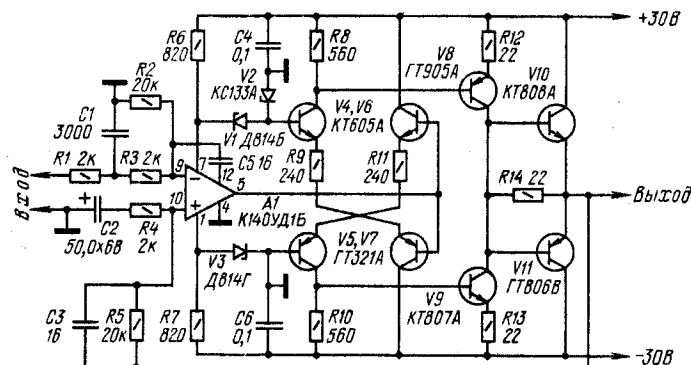 +30В
R6
820
C4
0,1
R8
560
V8
ГТ905А
R12
22
V10
КТ808А
R2
20к
V2
КС133А
V4, V6
КТ605А
C1
3000
V1 Д814Б
C5 16
R1 2к
R3 2к
R9
240
R11
240
ВХОД
9
7
12
5
10
1
4
A1
К140УД1Б
R14 22
ВЫХОД
+
C2
50,0×6В
R4
2к
V3
Д814Г
V5, V7
ГТ321А
V9
КТ807А
V11
ГТ806В
C3
16
R5
20к
R7
820
C6
0,1
R10
560
R13
22
-30В